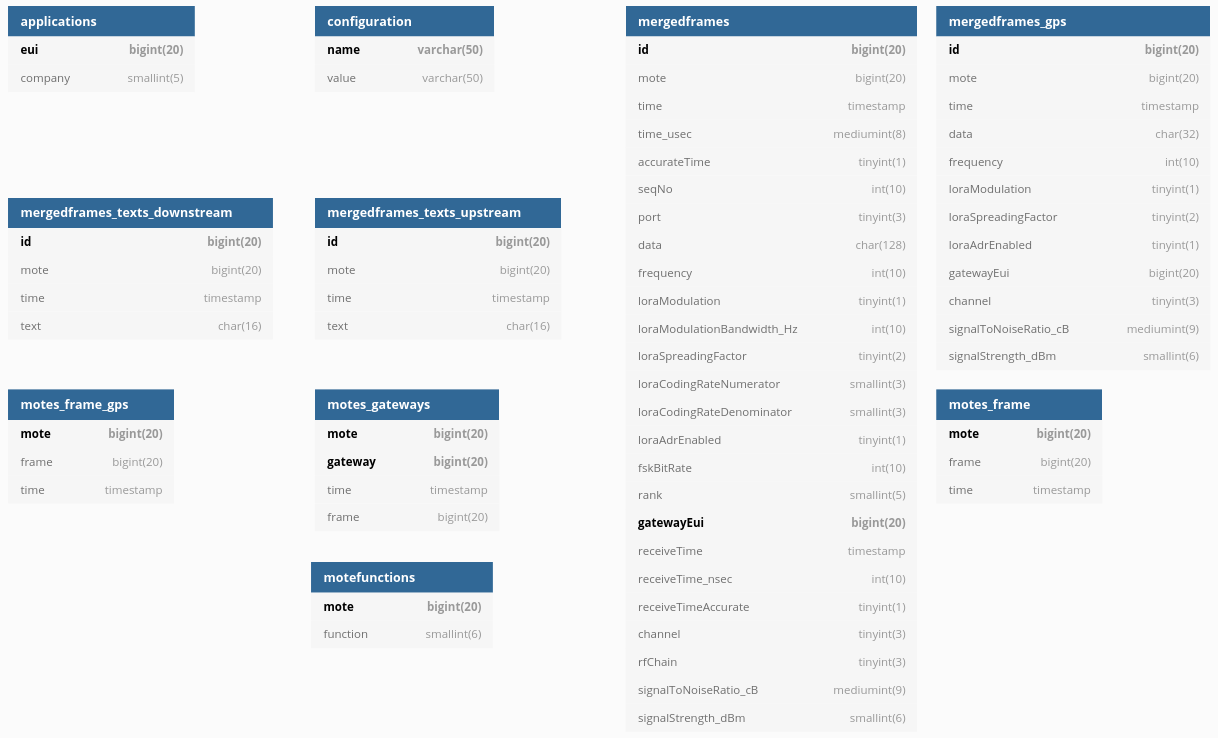 applications
eui bigint(20)
company smallint(5)
configuration
name varchar(50)
value varchar(50)
mergedframes
id bigint(20)
mote bigint(20)
time timestamp
time_usec mediumint(8)
accurateTime tinyint(1)
seqNo int(10)
port tinyint(3)
data char(128)
frequency int(10)
loraModulation tinyint(1)
loraModulationBandwidth_Hz int(10)
loraSpreadingFactor tinyint(2)
loraCodingRateNumerator smallint(3)
loraCodingRateDenominator smallint(3)
loraAdrEnabled tinyint(1)
fskBitRate int(10)
rank smallint(5)
gatewayEui bigint(20)
receiveTime timestamp
receiveTime_nsec int(10)
receiveTimeAccurate tinyint(1)
channel tinyint(3)
rfChain tinyint(3)
signalToNoiseRatio_cB mediumint(9)
signalStrength_dBm smallint(6)
mergedframes_gps
id bigint(20)
mote bigint(20)
time timestamp
data char(32)
frequency int(10)
loraModulation tinyint(1)
loraSpreadingFactor tinyint(2)
loraAdrEnabled tinyint(1)
gatewayEui bigint(20)
channel tinyint(3)
signalToNoiseRatio_cB mediumint(9)
signalStrength_dBm smallint(6)
mergedframes_texts_downstream
id bigint(20)
mote bigint(20)
time timestamp
text char(16)
mergedframes_texts_upstream
id bigint(20)
mote bigint(20)
time timestamp
text char(16)
motes_frame_gps
mote bigint(20)
frame bigint(20)
time timestamp
motes_gateways
mote bigint(20)
gateway bigint(20)
time timestamp
frame bigint(20)
motes_frame
mote bigint(20)
frame bigint(20)
time timestamp
motefunctions
mote bigint(20)
function smallint(6)